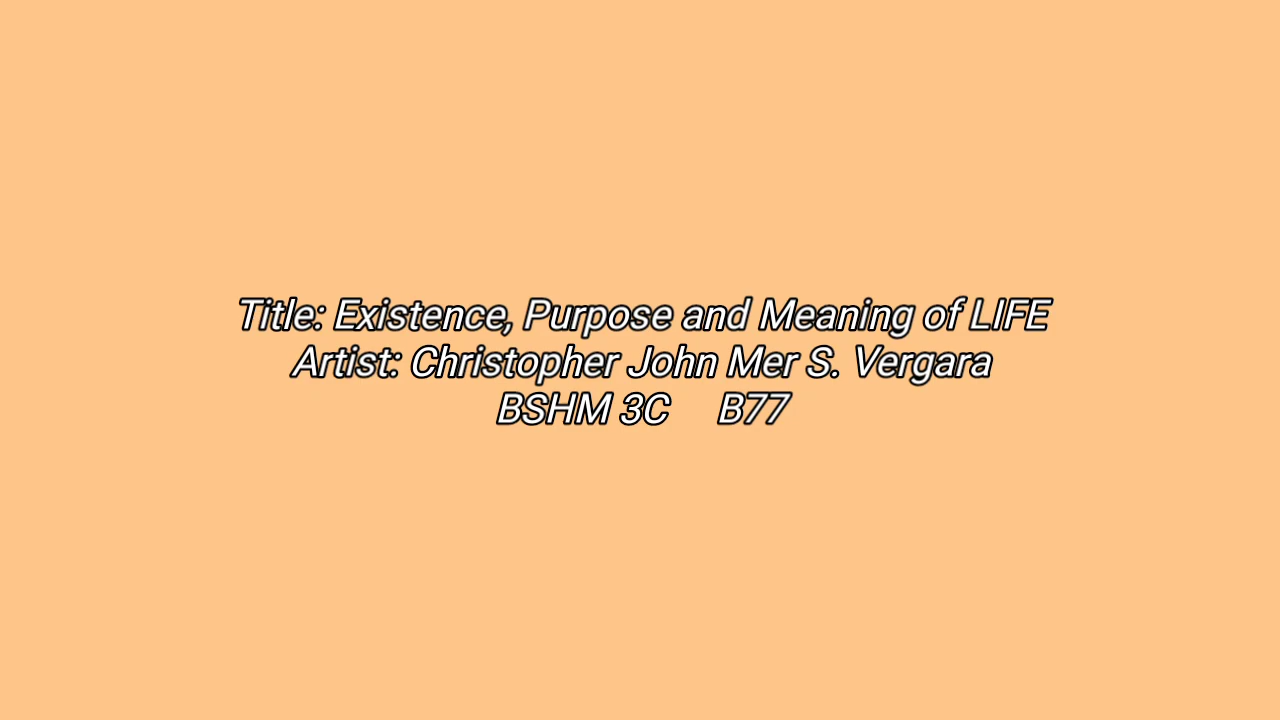 Title: Existence, Purpose and Meaning of LIFE
Artist: Christopher John Mer S. Vergara
BSHM 3C B77